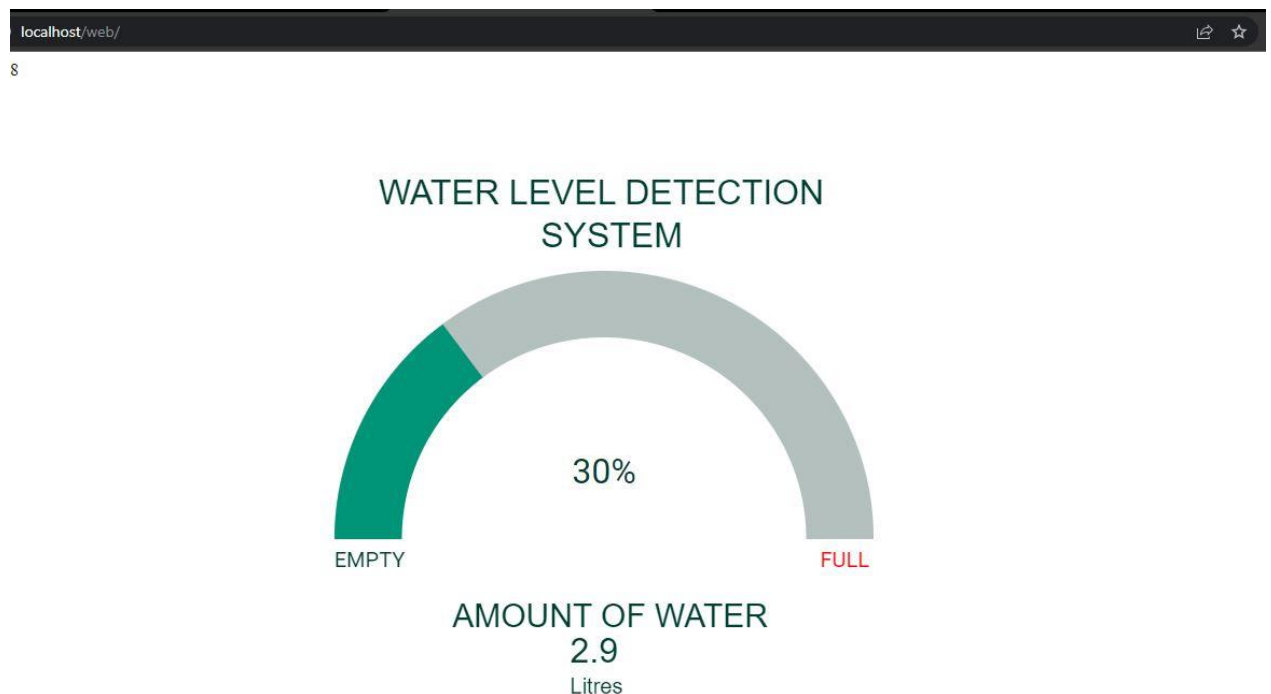 localhost/web/
8
WATER LEVEL DETECTION
SYSTEM
30%
EMPTY FULL
AMOUNT OF WATER
2.9
Litres